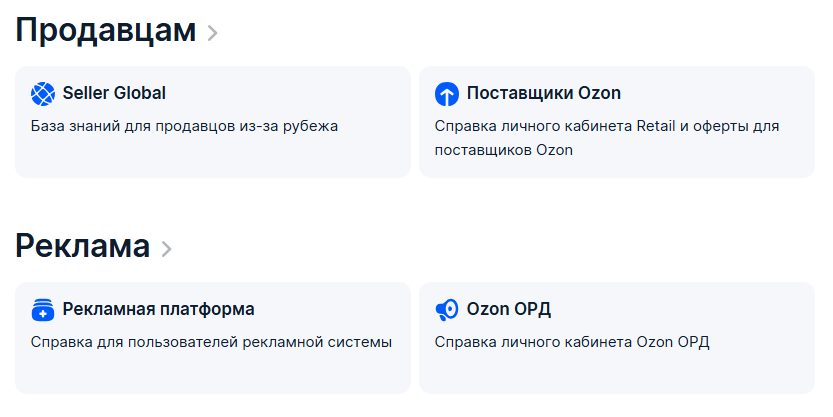 Продавцам
Seller Global
База знаний для продавцов из-за рубежа
Поставщики Ozon
Справка личного кабинета Retail и оферты для
поставщиков Ozon
Реклама
Рекламная платформа
Справка для пользователей рекламной системы
Ozon ОРД
Справка личного кабинета Ozon ОРД